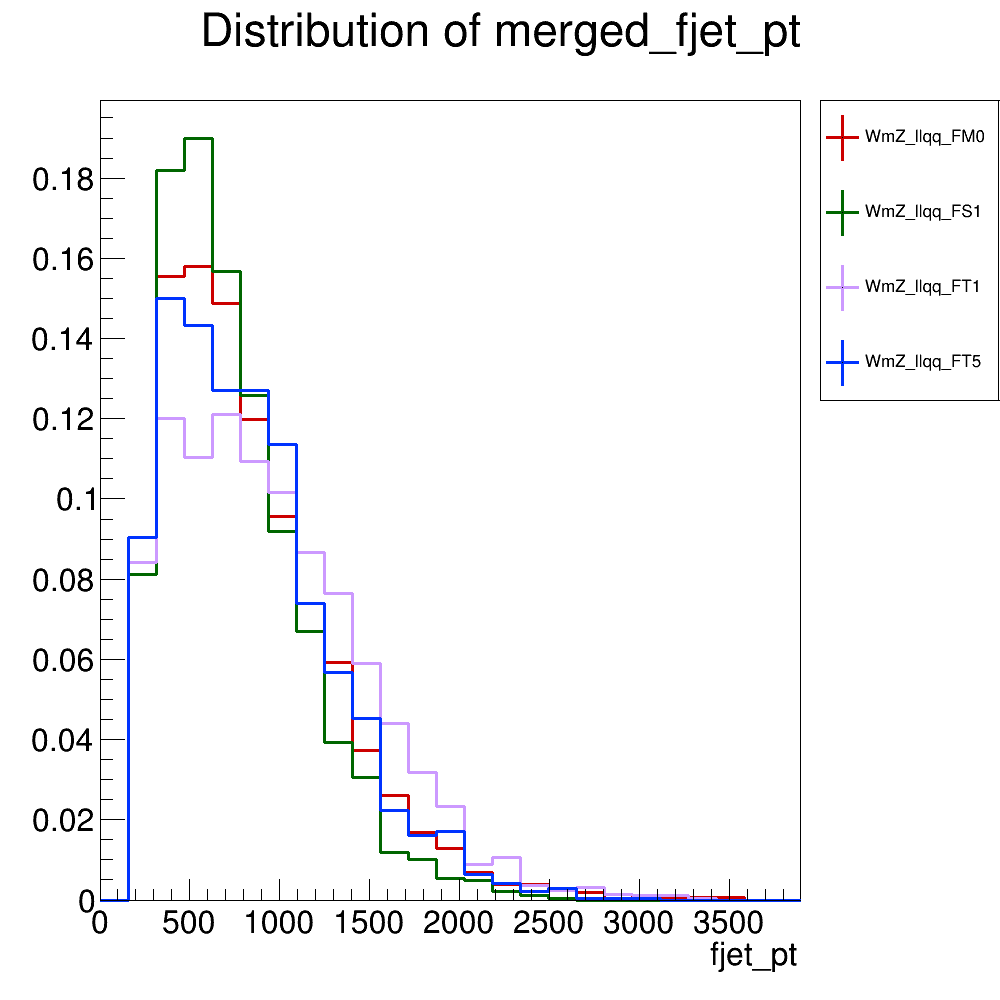 Distribution of merged_fjet_pt
WmZ_llqq_FM0
WmZ_llqq_FS1
WmZ_llqq_FT1
WmZ_llqq_FT5
0.18
0.16
0.14
0.12
0.1
0.08
0.06
0.04
0.02
0
0 500 1000 1500 2000 2500 3000 3500
fjet_pt